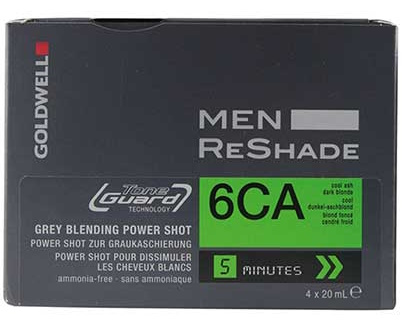 GOLDWELL
MEN
RESHADE
Tone
Guard
TECHNOLOGY
6CA
cool ash
dark blonde
cool
dunkel-aschblond
blond foncé
cendré froid
GREY BLENDING POWER SHOT
POWER SHOT ZUR GRAUKASCHIERUNG
POWER SHOT POUR DISSIMULER
LES CHEVEUX BLANCS
ammonia-free - sans ammoniaque
5 MINUTES
4 x 20 mL e